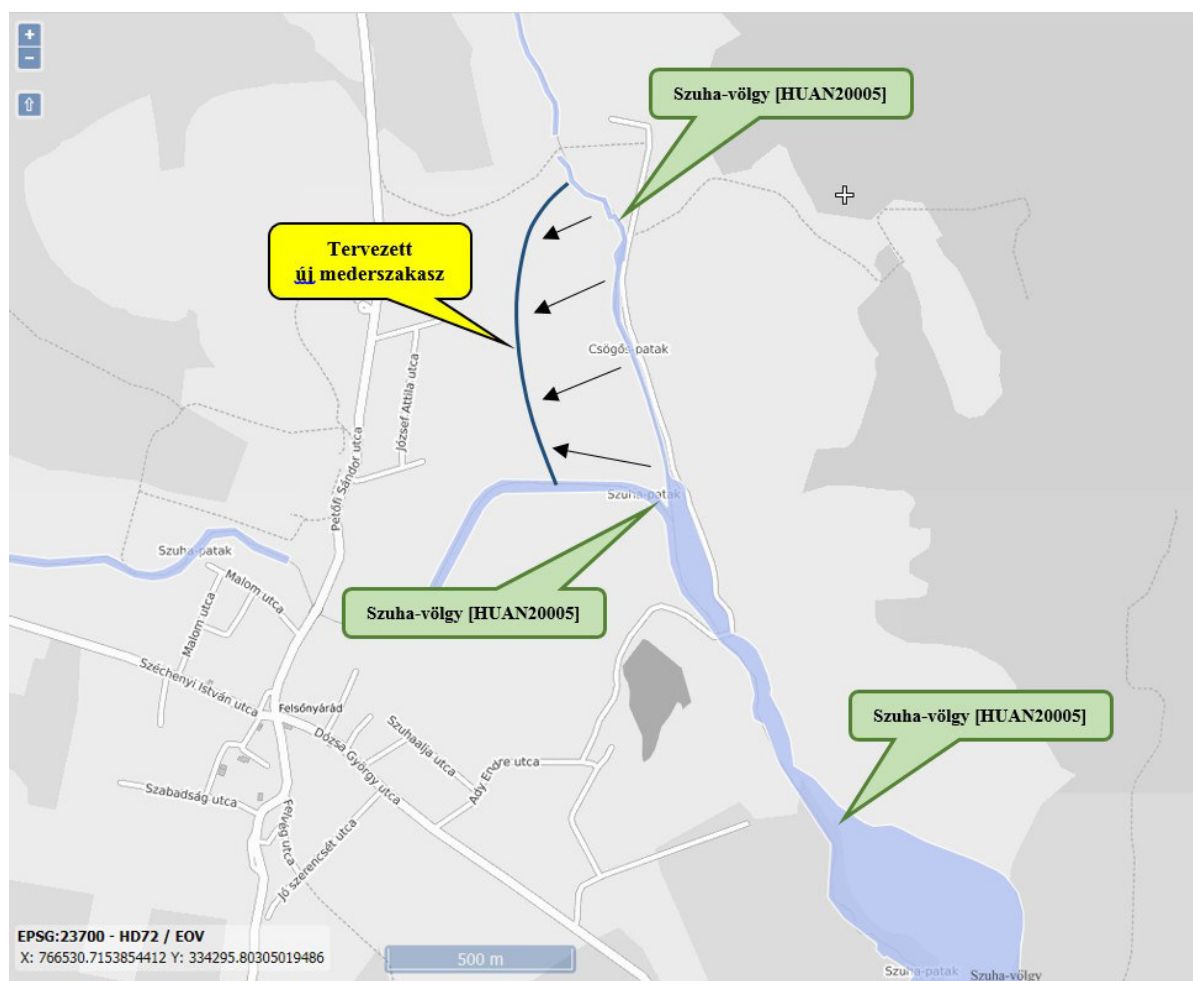 +
−
⇧
Szuha-völgy [HUAN20005]
Tervezett
új mederszakasz
Csögős-patak
József Attila utca
Petőfi Sándor utca
Szuha-patak
Szuha-patak
Malom utca
Malom utca
Szuha-völgy [HUAN20005]
Széchenyi István utca
Felsőnyárád
Szuhaalja utca
Dózsa György utca
Ady Endre utca
Szabadság utca
Felvég utca
Jó szerencsét utca
Szuha-völgy [HUAN20005]
EPSG:23700 - HD72 / EOV
X: 766530.7153854412 Y: 334295.80305019486
500 m
Szuha-patak
Szuha-völgy